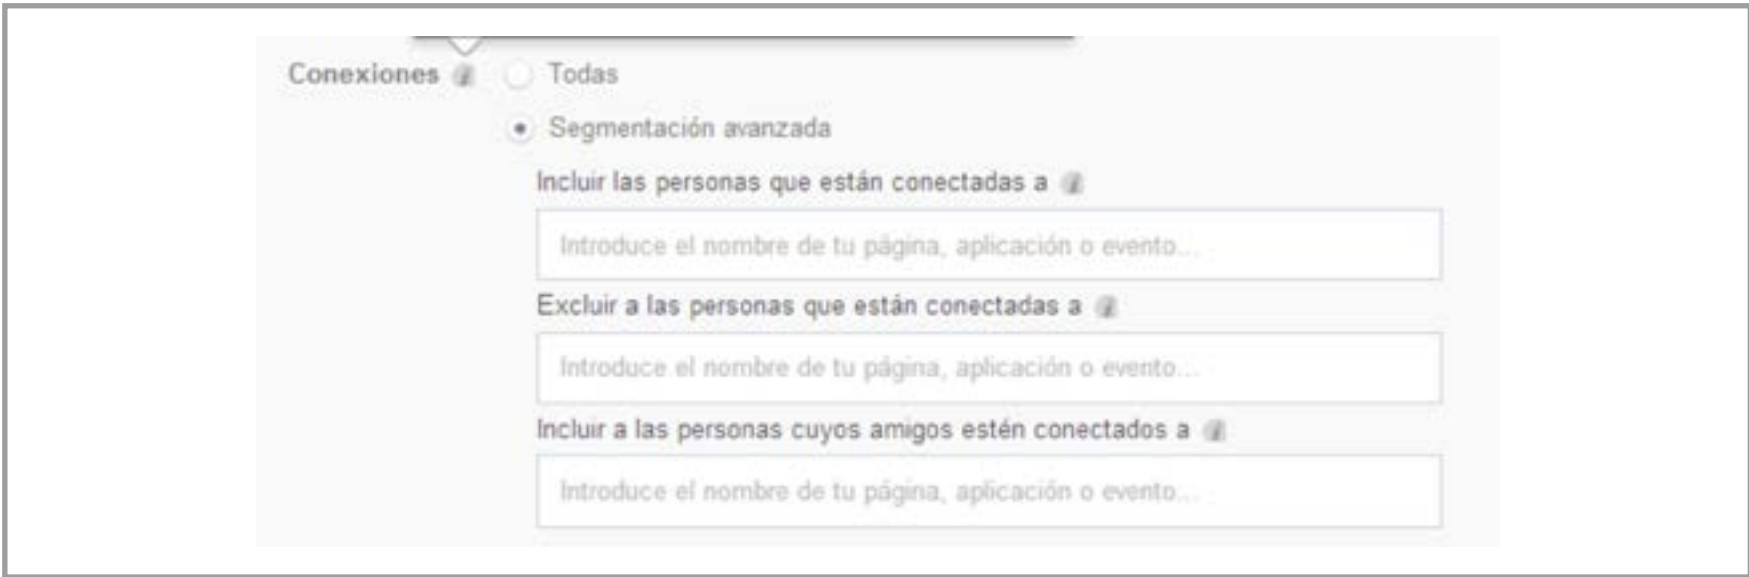 Conexiones Todas
Segmentación avanzada
Incluir las personas que están conectadas a
Introduce el nombre de tu página, aplicación o evento...
Excluir a las personas que están conectadas a
Introduce el nombre de tu página, aplicación o evento...
Incluir a las personas cuyos amigos estén conectados a
Introduce el nombre de tu página, aplicación o evento...